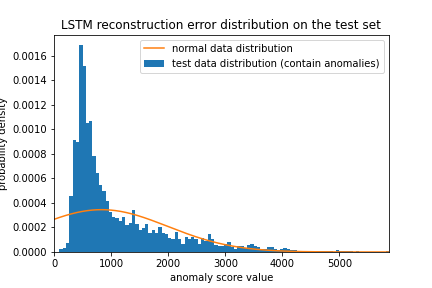 LSTM reconstruction error distribution on the test set
normal data distribution
test data distribution (contain anomalies)
probability density
0.0016
0.0014
0.0012
0.0010
0.0008
0.0006
0.0004
0.0002
0.0000
0 1000 2000 3000 4000 5000
anomaly score value